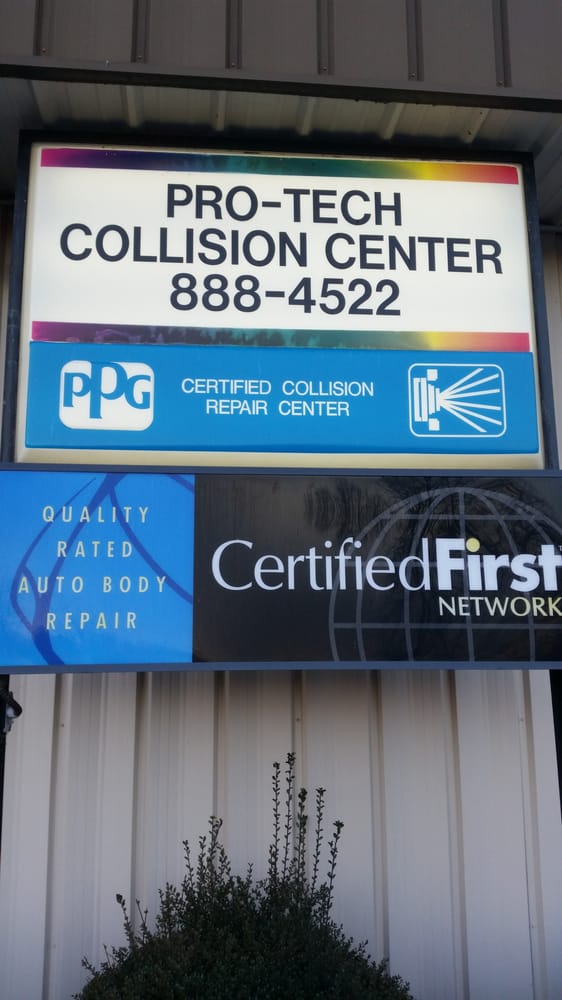 PRO-TECH
COLLISION CENTER
888-4522
PPG
CERTIFIED COLLISION
REPAIR CENTER
QUALITY
RATED
AUTO BODY
REPAIR
CertifiedFirst
NETWORK